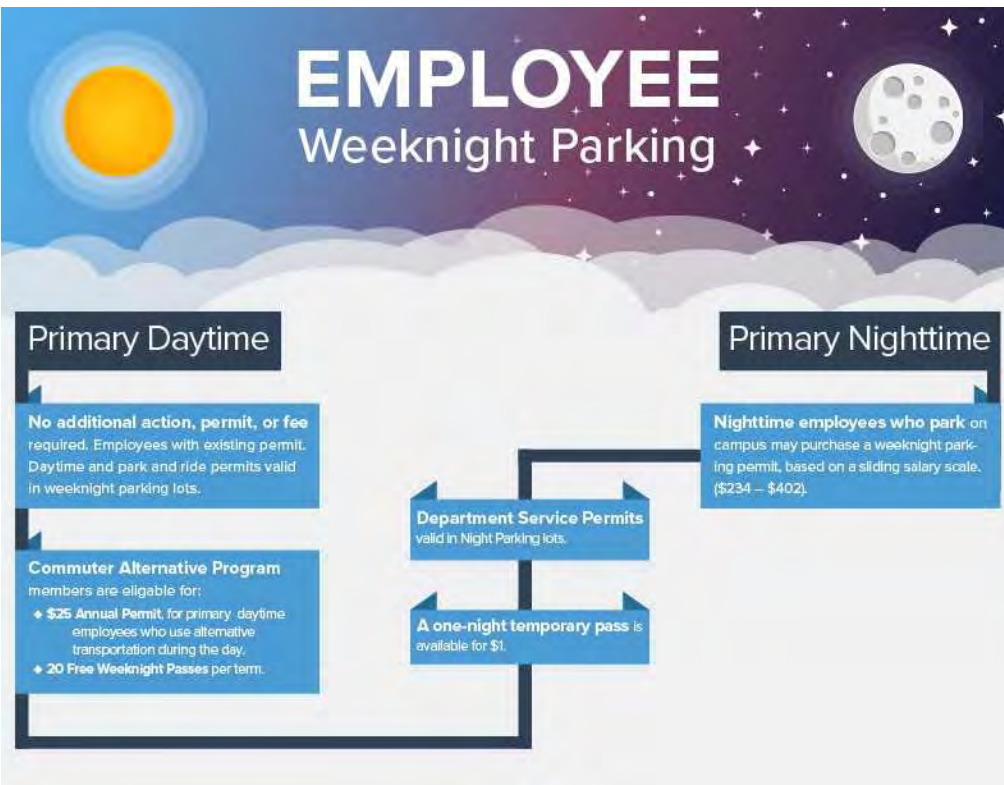 EMPLOYEE
Weeknight Parking
Primary Daytime
No additional action, permit, or fee
required. Employees with existing permit.
Daytime and park and ride permits valid
in weeknight parking lots.
Commuter Alternative Program
members are eligable for:
◆ $25 Annual Permit, for primary daytime
employees who use alternative
transportation during the day.
◆ 20 Free Weeknight Passes per term.
Department Service Permits
valid in Night Parking lots.
A one-night temporary pass is
available for $1.
Primary Nighttime
Nighttime employees who park on
campus may purchase a weeknight park-
ing permit, based on a sliding salary scale.
($234 – $402).